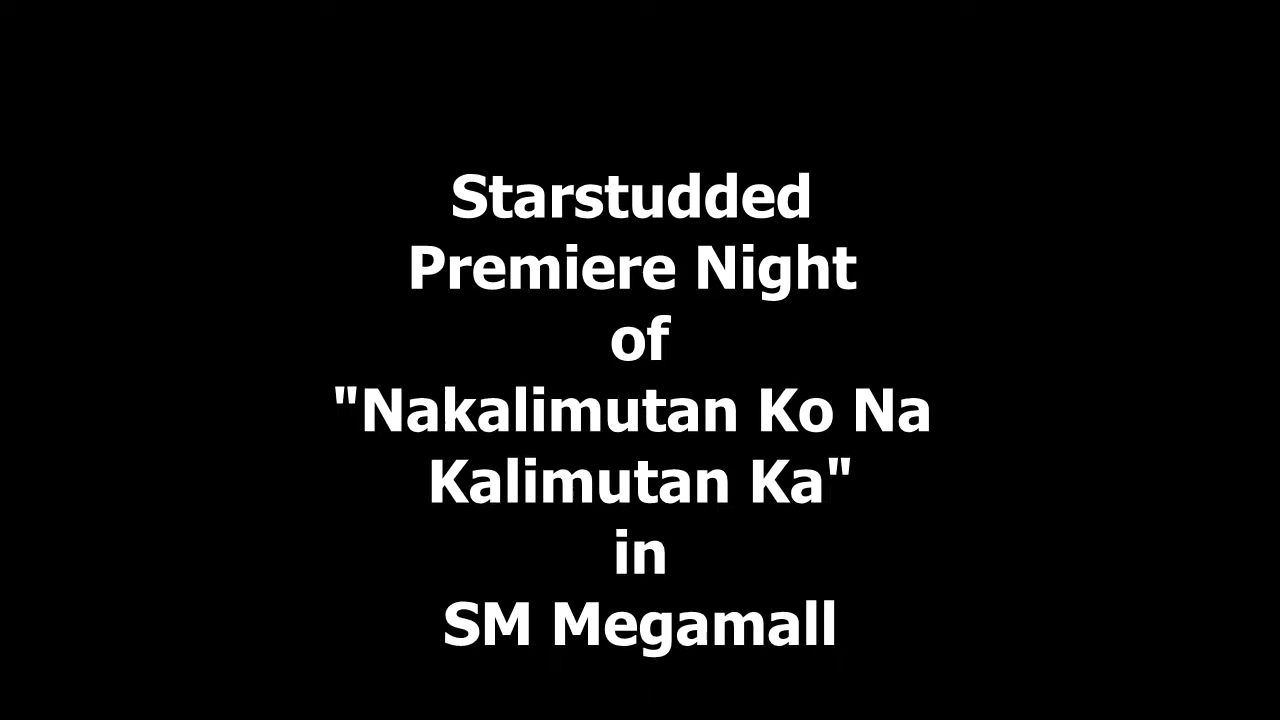 Starstudded
Premiere Night
of
"Nakalimutan Ko Na
Kalimutan Ka"
in
SM Megamall